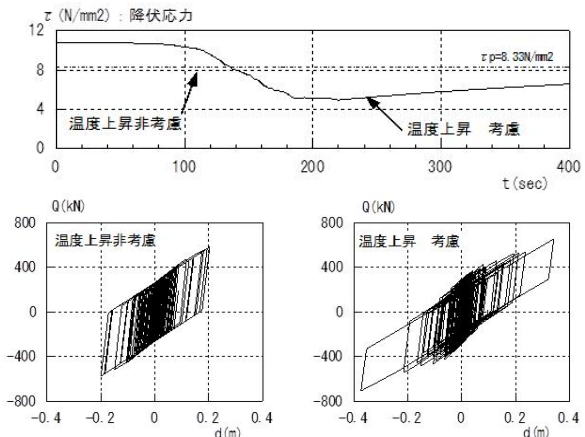 τ (N/mm2) : 降伏応力
12
8
4
0
τp=8.33N/mm2
温度上昇非考慮
温度上昇 考慮
0 100 200 300 400
t(sec)
Q(kN)
800
400
0
-400
-800
温度上昇非考慮
-0.4 -0.2 0 0.2 0.4
d(m)
Q(kN)
800
400
0
-400
-800
温度上昇 考慮
-0.4 -0.2 0 0.2 0.4
d(m)